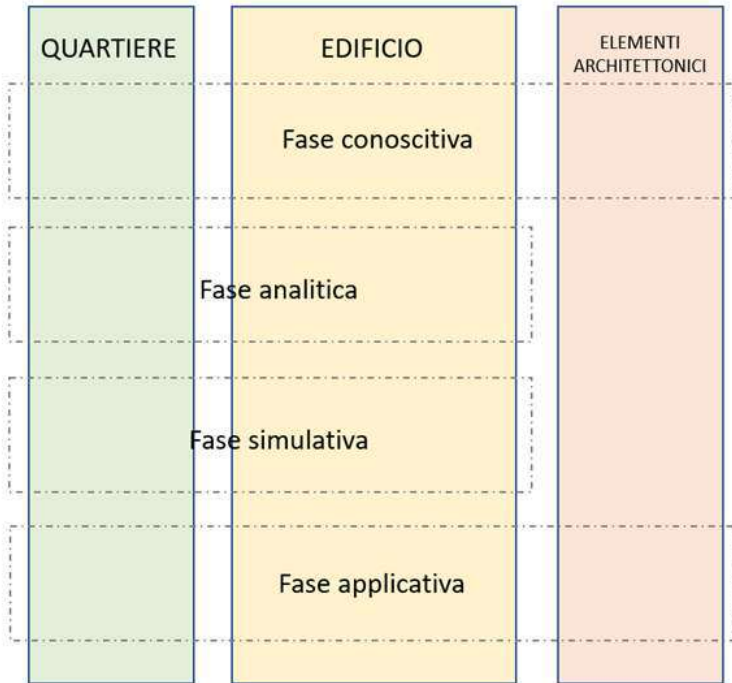 QUARTIERE
EDIFICIO
ELEMENTI
ARCHITETTONICI
Fase conoscitiva
Fase analitica
Fase simulativa
Fase applicativa